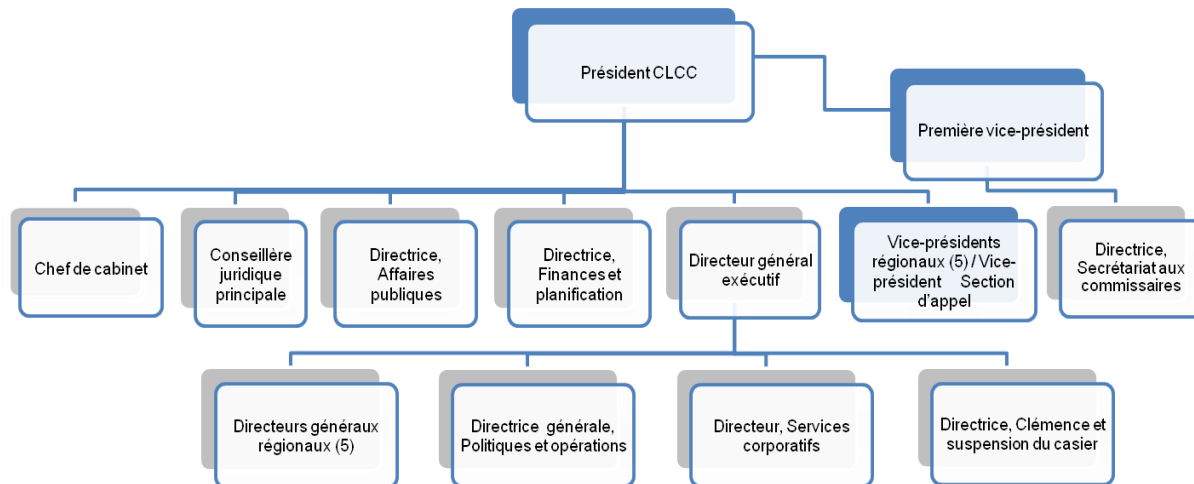 Président CLCC
Première vice-président
Chef de cabinet
Conseillère
juridique
principale
Directrice,
Affaires
publiques
Directrice,
Finances et
planification
Directeur général
exécutif
Vice-présidents
régionaux (5) / Vice-
président Section
d'appel
Directrice,
Secrétariat aux
commissaires
Directeurs généraux
régionaux (5)
Directrice générale,
Politiques et opérations
Directeur, Services
corporatifs
Directrice, Clémence et
suspension du casier